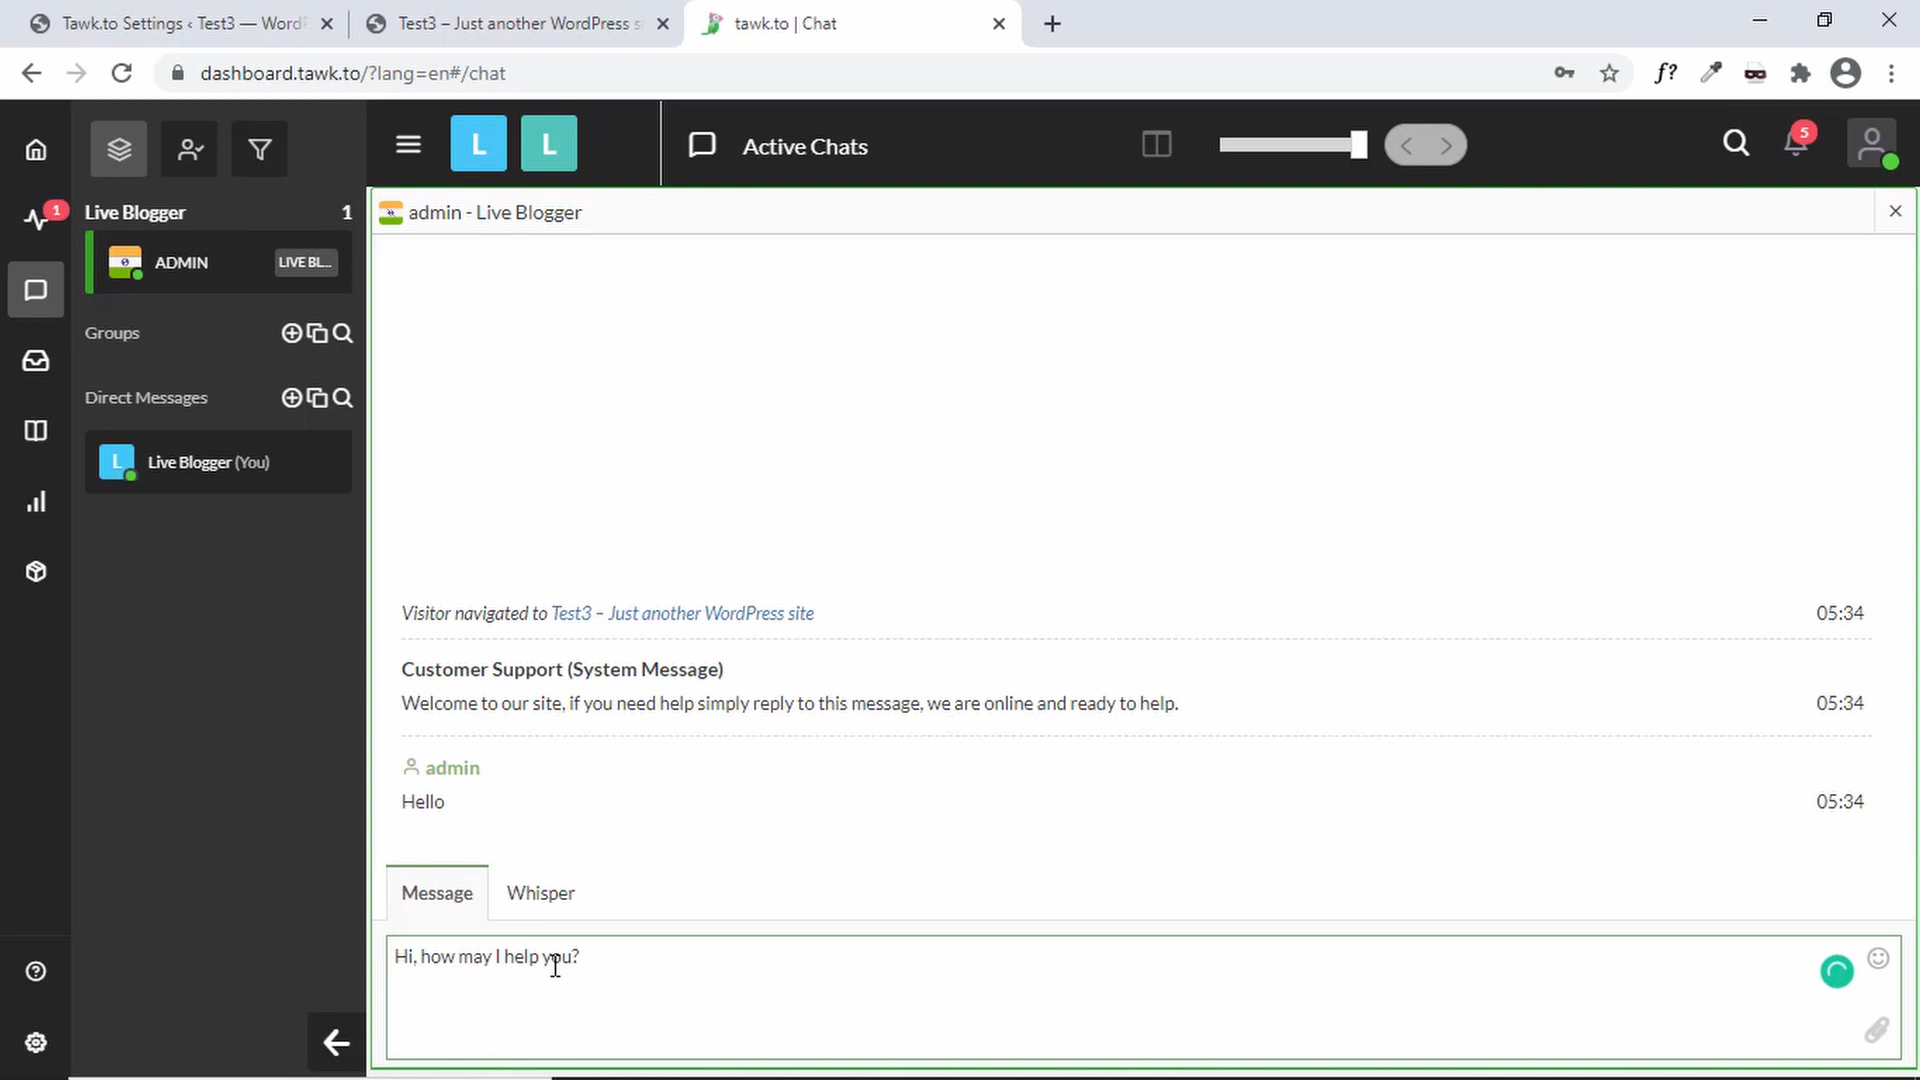 Tawk.to Settings ‹ Test3 — WordP
Test3 – Just another WordPress si
tawk.to | Chat
dashboard.tawk.to/?lang=en#/chat
f?
L
L
Active Chats
5
1
Live Blogger 1
ADMIN LIVE BL...
Groups
Direct Messages
L Live Blogger (You)
admin - Live Blogger
Visitor navigated to Test3 – Just another WordPress site 05:34
Customer Support (System Message)
Welcome to our site, if you need help simply reply to this message, we are online and ready to help. 05:34
admin
Hello 05:34
Message Whisper
Hi, how may I help you?